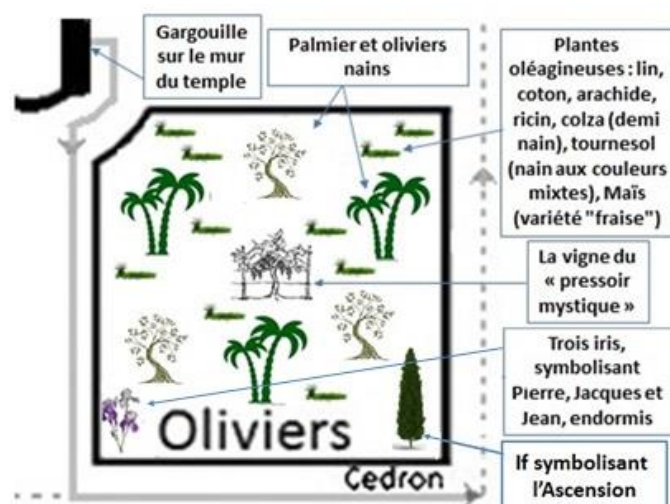 Gargouille
sur le mur
du temple
Palmier et oliviers
nains
Plantes
oléagineuses : lin,
coton, arachide,
ricin, colza (demi
nain), tournesol
(nain aux couleurs
mixtes), Maïs
(variété "fraise")
La vigne du
« pressoir
mystique »
Trois iris,
symbolisant
Pierre, Jacques et
Jean, endormis
If symbolisant
l'Ascension
Oliviers
Cedron